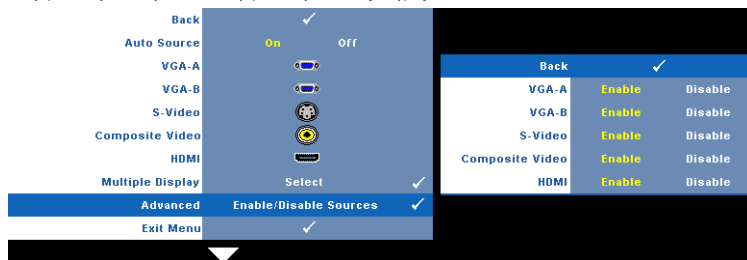 Back
Auto Source On Off
VGA-A
VGA-B
S-Video
Composite Video
HDMI
Multiple Display Select
Advanced Enable/Disable Sources
Exit Menu
Back
VGA-A Enable Disable
VGA-B Enable Disable
S-Video Enable Disable
Composite Video Enable Disable
HDMI Enable Disable